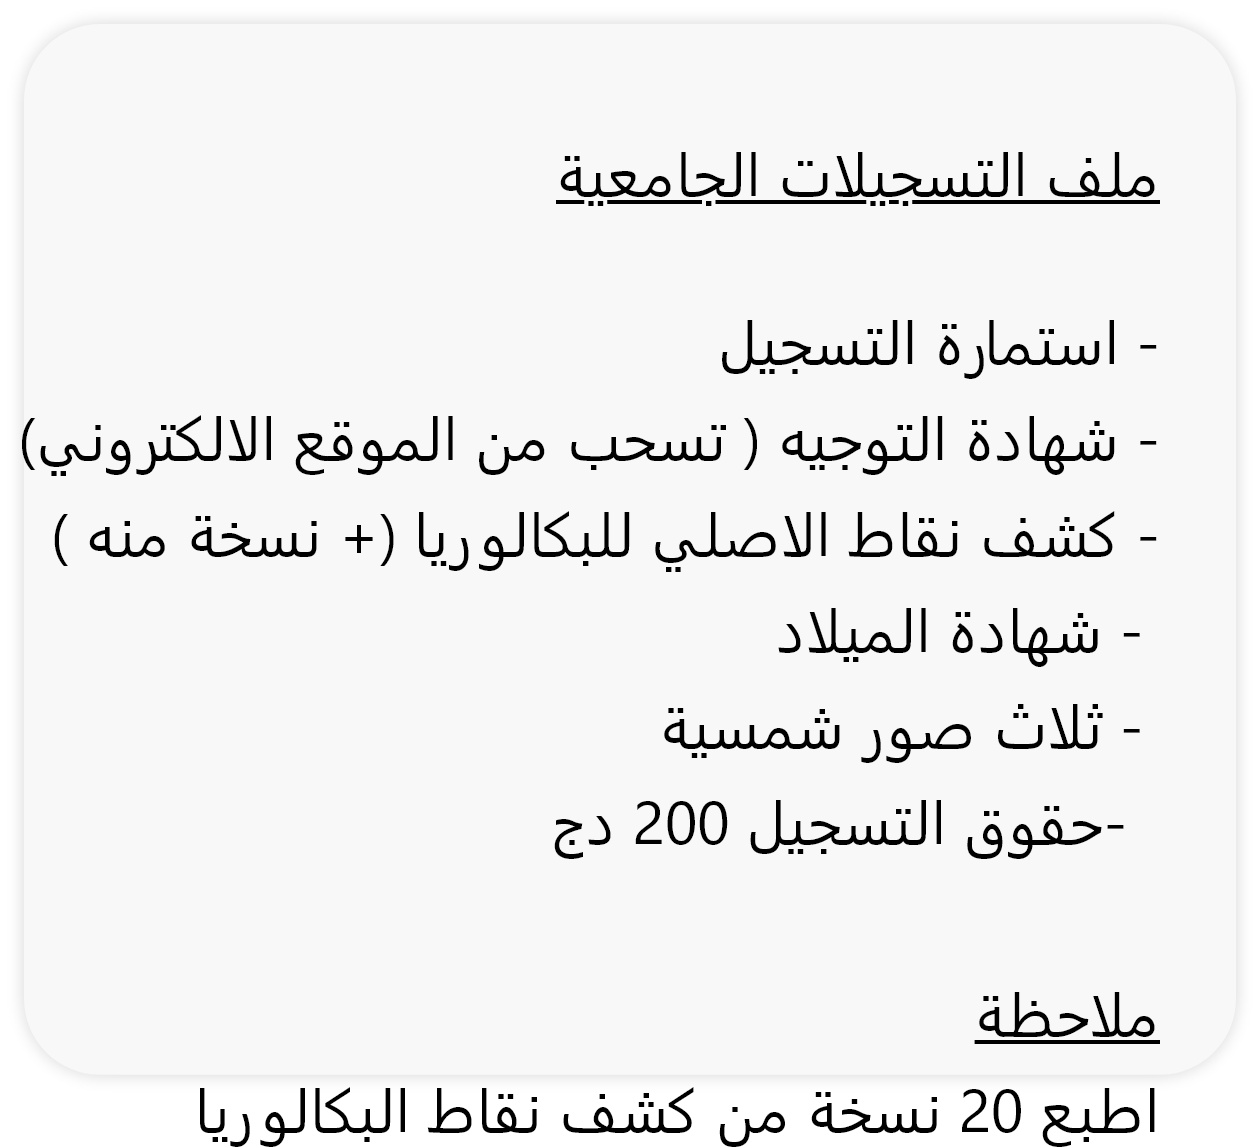 ملف التسجيلات الجامعية
- استمارة التسجيل
- شهادة التوجيه ( تسحب من الموقع الالكتروني)
- كشف نقاط الاصلي للبكالوريا (+ نسخة منه )
- شهادة الميلاد
- ثلاث صور شمسية
-حقوق التسجيل 200 دج
ملاحظة
اطبع 20 نسخة من كشف نقاط البكالوريا